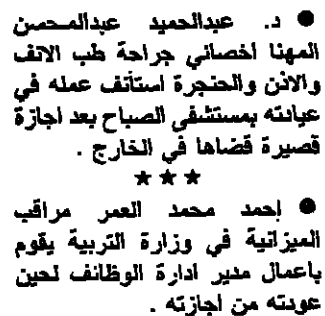 ● د. عبدالحميد عبدالمحسن
المهنا اخصائي جراحة طب الانف
والاذن والحنجرة استأنف عمله في
عيادته بمستشفى الصباح بعد اجازة
قصيرة قضاها في الخارج .
★★★
● إحمد محمد العمر مراقب
الميزانية في وزارة التربية يقوم
باعمال مدير ادارة الوظائف لحين
عودته من اجازته .